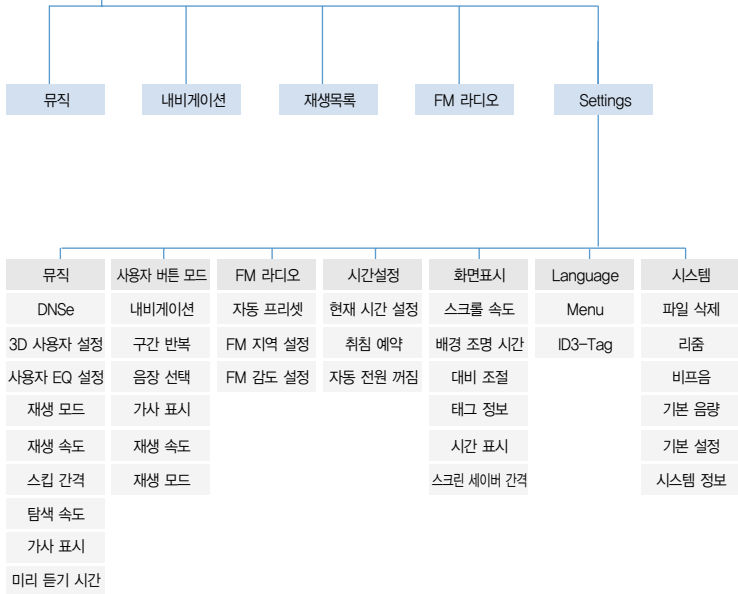 뮤직
내비게이션
재생목록
FM 라디오
Settings
뮤직
사용자 버튼 모드
FM 라디오
시간설정
화면표시
Language
시스템
DNSe
내비게이션
자동 프리셋
현재 시간 설정
스크롤 속도
Menu
파일 삭제
3D 사용자 설정
구간 반복
FM 지역 설정
취침 예약
배경 조명 시간
ID3-Tag
리줌
사용자 EQ 설정
음장 선택
FM 감도 설정
자동 전원 꺼짐
대비 조절
비프음
재생 모드
가사 표시
태그 정보
기본 음량
재생 속도
재생 속도
시간 표시
기본 설정
스킵 간격
재생 모드
스크린 세이버 간격
시스템 정보
탐색 속도
가사 표시
미리 듣기 시간